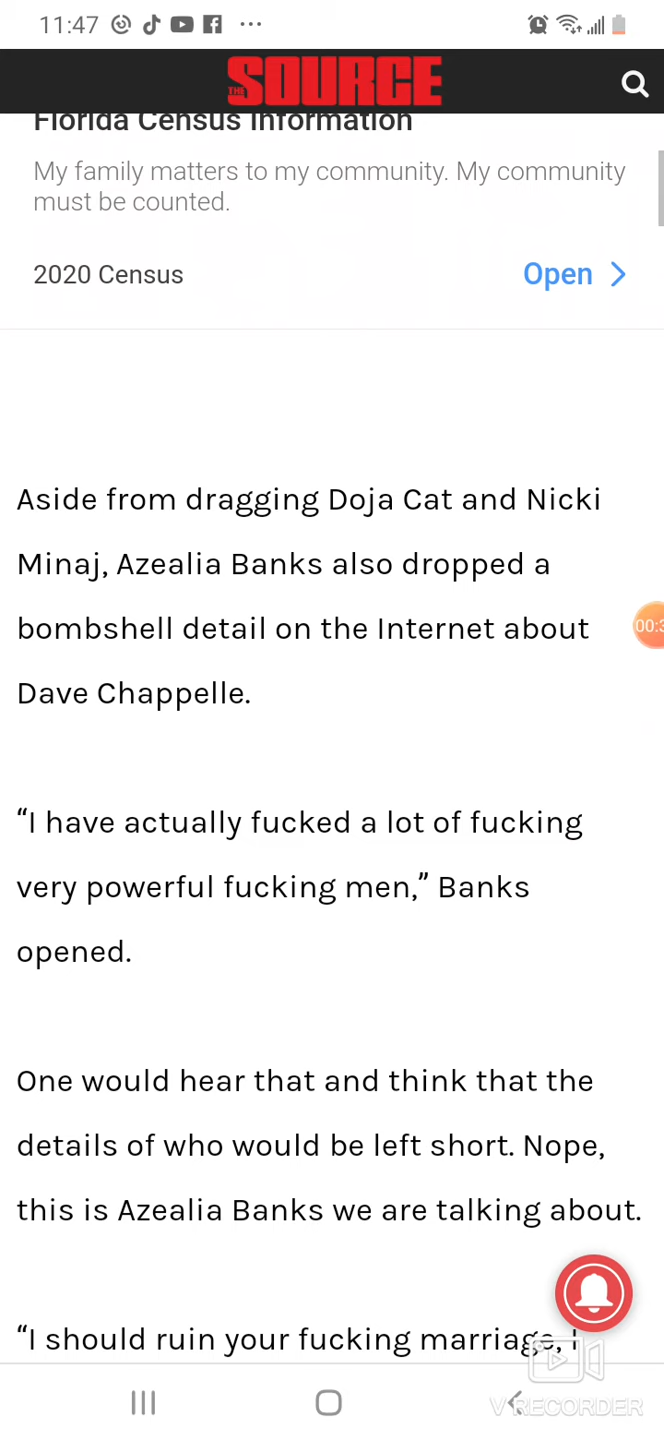 11:47
THE SOURCE
Florida Census Information
My family matters to my community. My community
must be counted.
2020 Census
Open
Aside from dragging Doja Cat and Nicki
Minaj, Azealia Banks also dropped a
bombshell detail on the Internet about
00:3
Dave Chappelle.
“I have actually fucked a lot of fucking
very powerful fucking men,” Banks
opened.
One would hear that and think that the
details of who would be left short. Nope,
this is Azealia Banks we are talking about.
“I should ruin your fucking marriage, I
V RECORDER